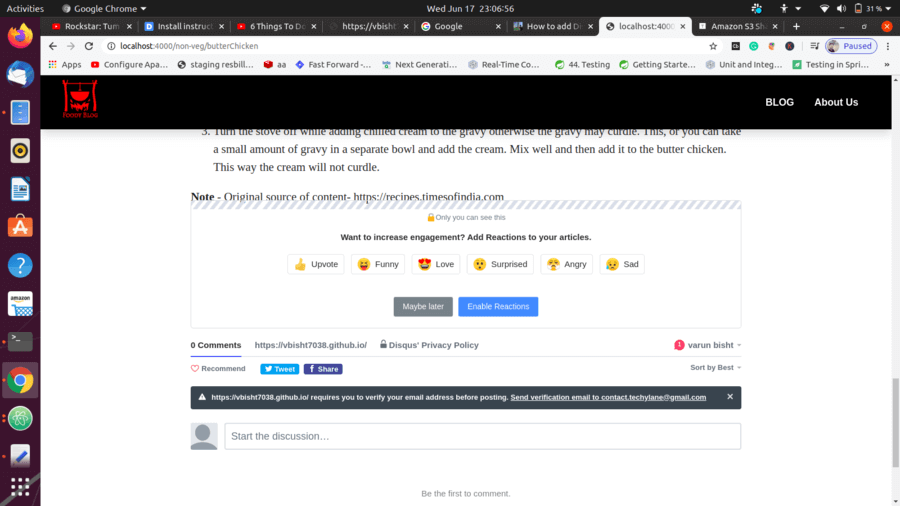 Activities
Google Chrome
Wed Jun 17 23:06:56
31 %
Rockstar: Tum
Install instruct
6 Things To Do
https://vbisht
Google
How to add Di
localhost:4000
Amazon S3 Sha
localhost:4000/non-veg/butterChicken
Paused
Apps
Configure Apa...
staging resbill...
aa
Fast Forward -...
Next Generati...
Real-Time Co...
44. Testing
Getting Starte...
Unit and Integ...
Testing in Spri...
»
FOODY BABA
BLOG
About Us
3. Turn the stove off while adding chilled cream to the gravy otherwise the gravy may curdle. This, or you can take
a small amount of gravy in a separate bowl and add the cream. Mix well and then add it to the butter chicken.
This way the cream will not curdle.
Note - Original source of content- https://recipes.timesofindia.com
Only you can see this
Want to increase engagement? Add Reactions to your articles.
Upvote
Funny
Love
Surprised
Angry
Sad
Maybe later
Enable Reactions
0 Comments
https://vbisht7038.github.io/
Disqus' Privacy Policy
1
varun bisht
Recommend
Tweet
f Share
Sort by Best
https://vbisht7038.github.io/ requires you to verify your email address before posting. Send verification email to contact.techylane@gmail.com
×
Start the discussion…
Be the first to comment.
amazon